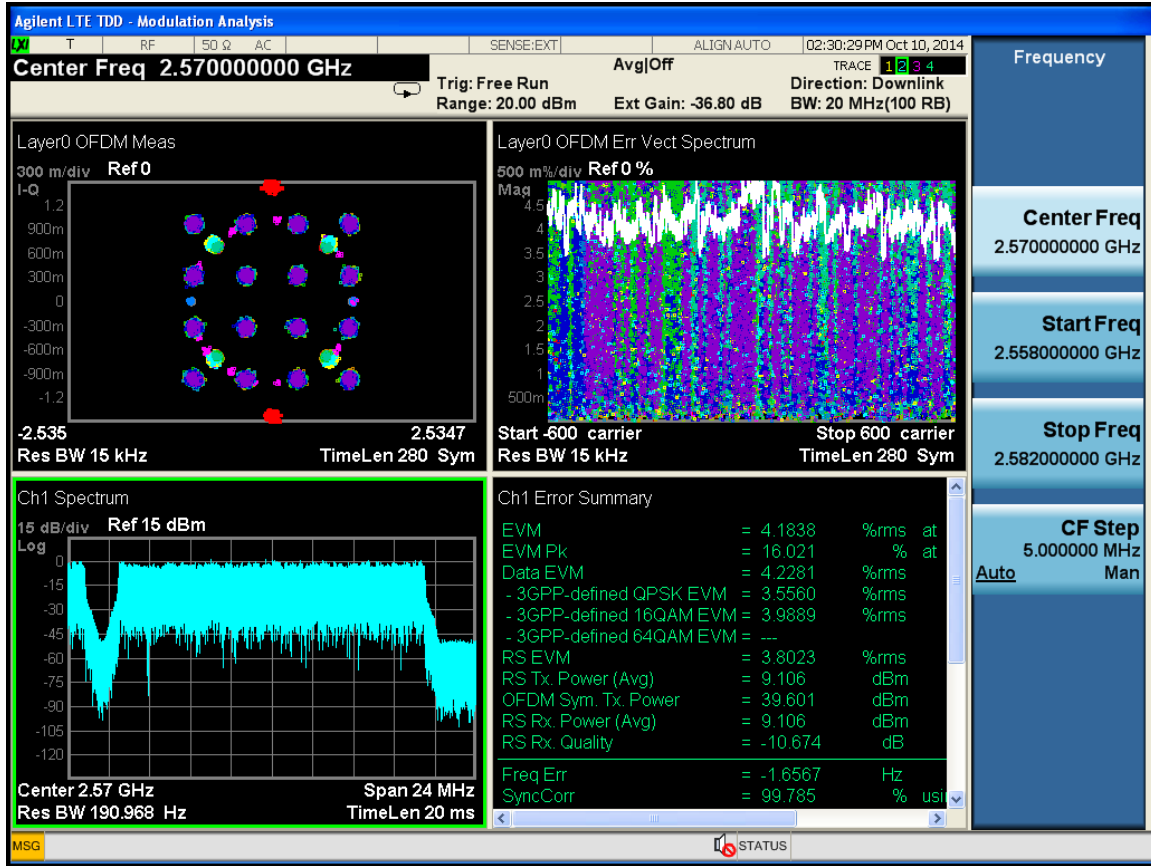 Agilent LTE TDD - Modulation Analysis
LXI T RF 50 Ω AC SENSE:EXT ALIGN AUTO 02:30:29 PM Oct 10, 2014
Center Freq 2.570000000 GHz
Avg|Off
TRACE 1 2 3 4
Trig: Free Run
Direction: Downlink
Range: 20.00 dBm Ext Gain: -36.80 dB BW: 20 MHz(100 RB)
Layer0 OFDM Meas
300 m/div Ref 0
I-Q
1.2
900m
600m
300m
0
-300m
-600m
-900m
-1.2
-2.535 2.5347
Res BW 15 kHz TimeLen 280 Sym
Layer0 OFDM Err Vect Spectrum
500 m%/div Ref 0 %
Mag
4.5
4
3.5
3
2.5
2
1.5
1
500m
Start -600 carrier Stop 600 carrier
Res BW 15 kHz TimeLen 280 Sym
Ch1 Spectrum
15 dB/div Ref 15 dBm
Log
0
-15
-30
-45
-60
-75
-90
-105
-120
Center 2.57 GHz Span 24 MHz
Res BW 190.968 Hz TimeLen 20 ms
Ch1 Error Summary
EVM = 4.1838 %rms at
EVM Pk = 16.021 % at
Data EVM = 4.2281 %rms
- 3GPP-defined QPSK EVM = 3.5560 %rms
- 3GPP-defined 16QAM EVM = 3.9889 %rms
- 3GPP-defined 64QAM EVM = ---
RS EVM = 3.8023 %rms
RS Tx. Power (Avg) = 9.106 dBm
OFDM Sym. Tx. Power = 39.601 dBm
RS Rx. Power (Avg) = 9.106 dBm
RS Rx. Quality = -10.674 dB
Freq Err = -1.6567 Hz
SyncCorr = 99.785 % usi
Frequency
Center Freq
2.570000000 GHz
Start Freq
2.558000000 GHz
Stop Freq
2.582000000 GHz
CF Step
5.000000 MHz
Auto Man
MSG STATUS